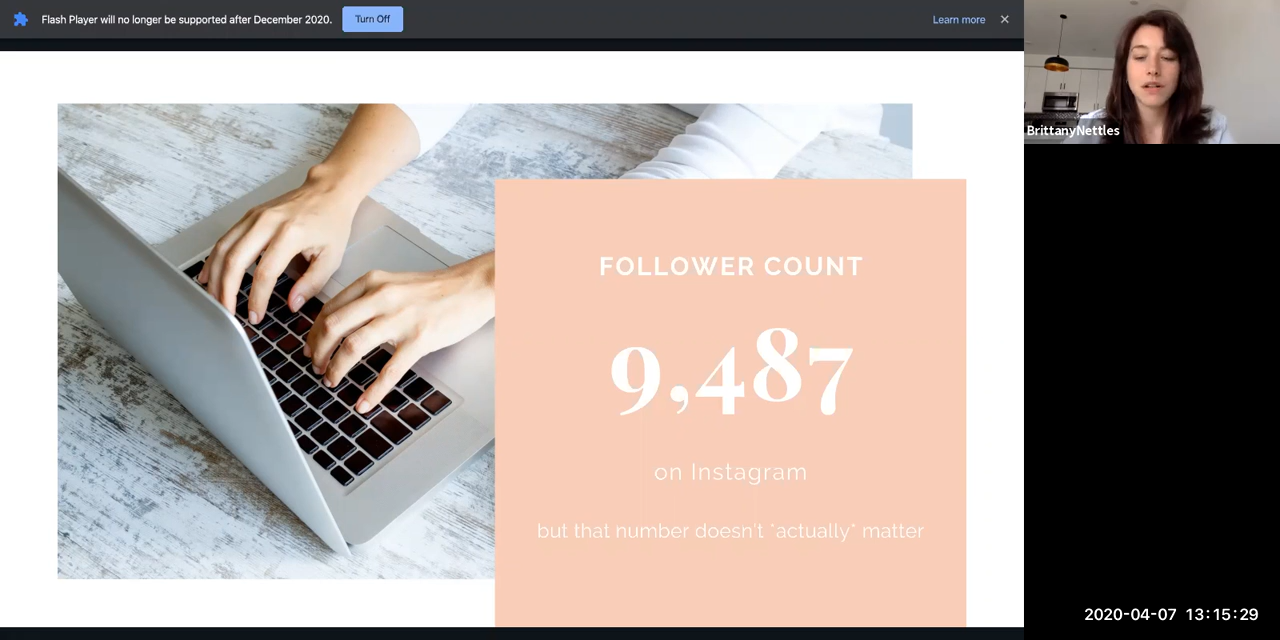 Flash Player will no longer be supported after December 2020.
Turn Off
Learn more
BrittanyNettles
FOLLOWER COUNT
9,487
on Instagram
but that number doesn't *actually* matter
2020-04-07 13:15:29